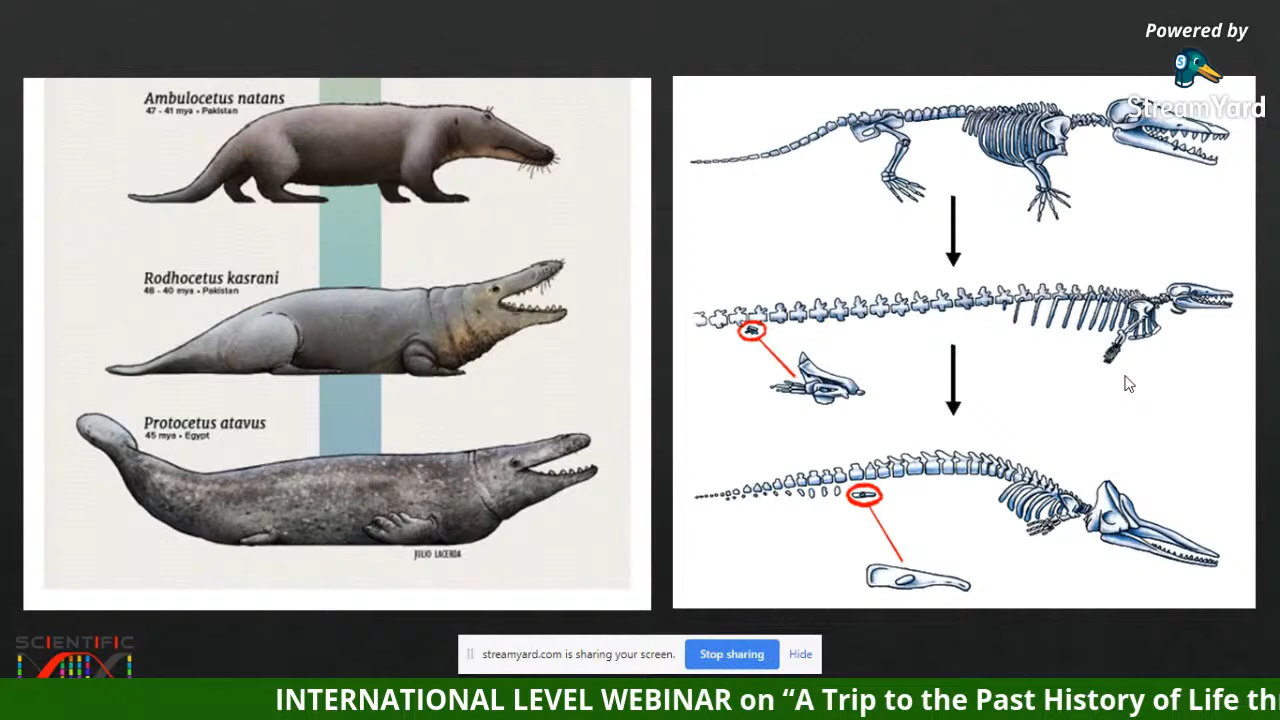 Powered by
StreamYard
Ambulocetus natans
47 - 41 mya • Pakistan
Rodhocetus kasrani
48 - 40 mya • Pakistan
Protocetus atavus
45 mya • Egypt
JULIO LACERDA
SCIENTIFIC
streamyard.com is sharing your screen.
Stop sharing
Hide
INTERNATIONAL LEVEL WEBINAR on “A Trip to the Past History of Life th